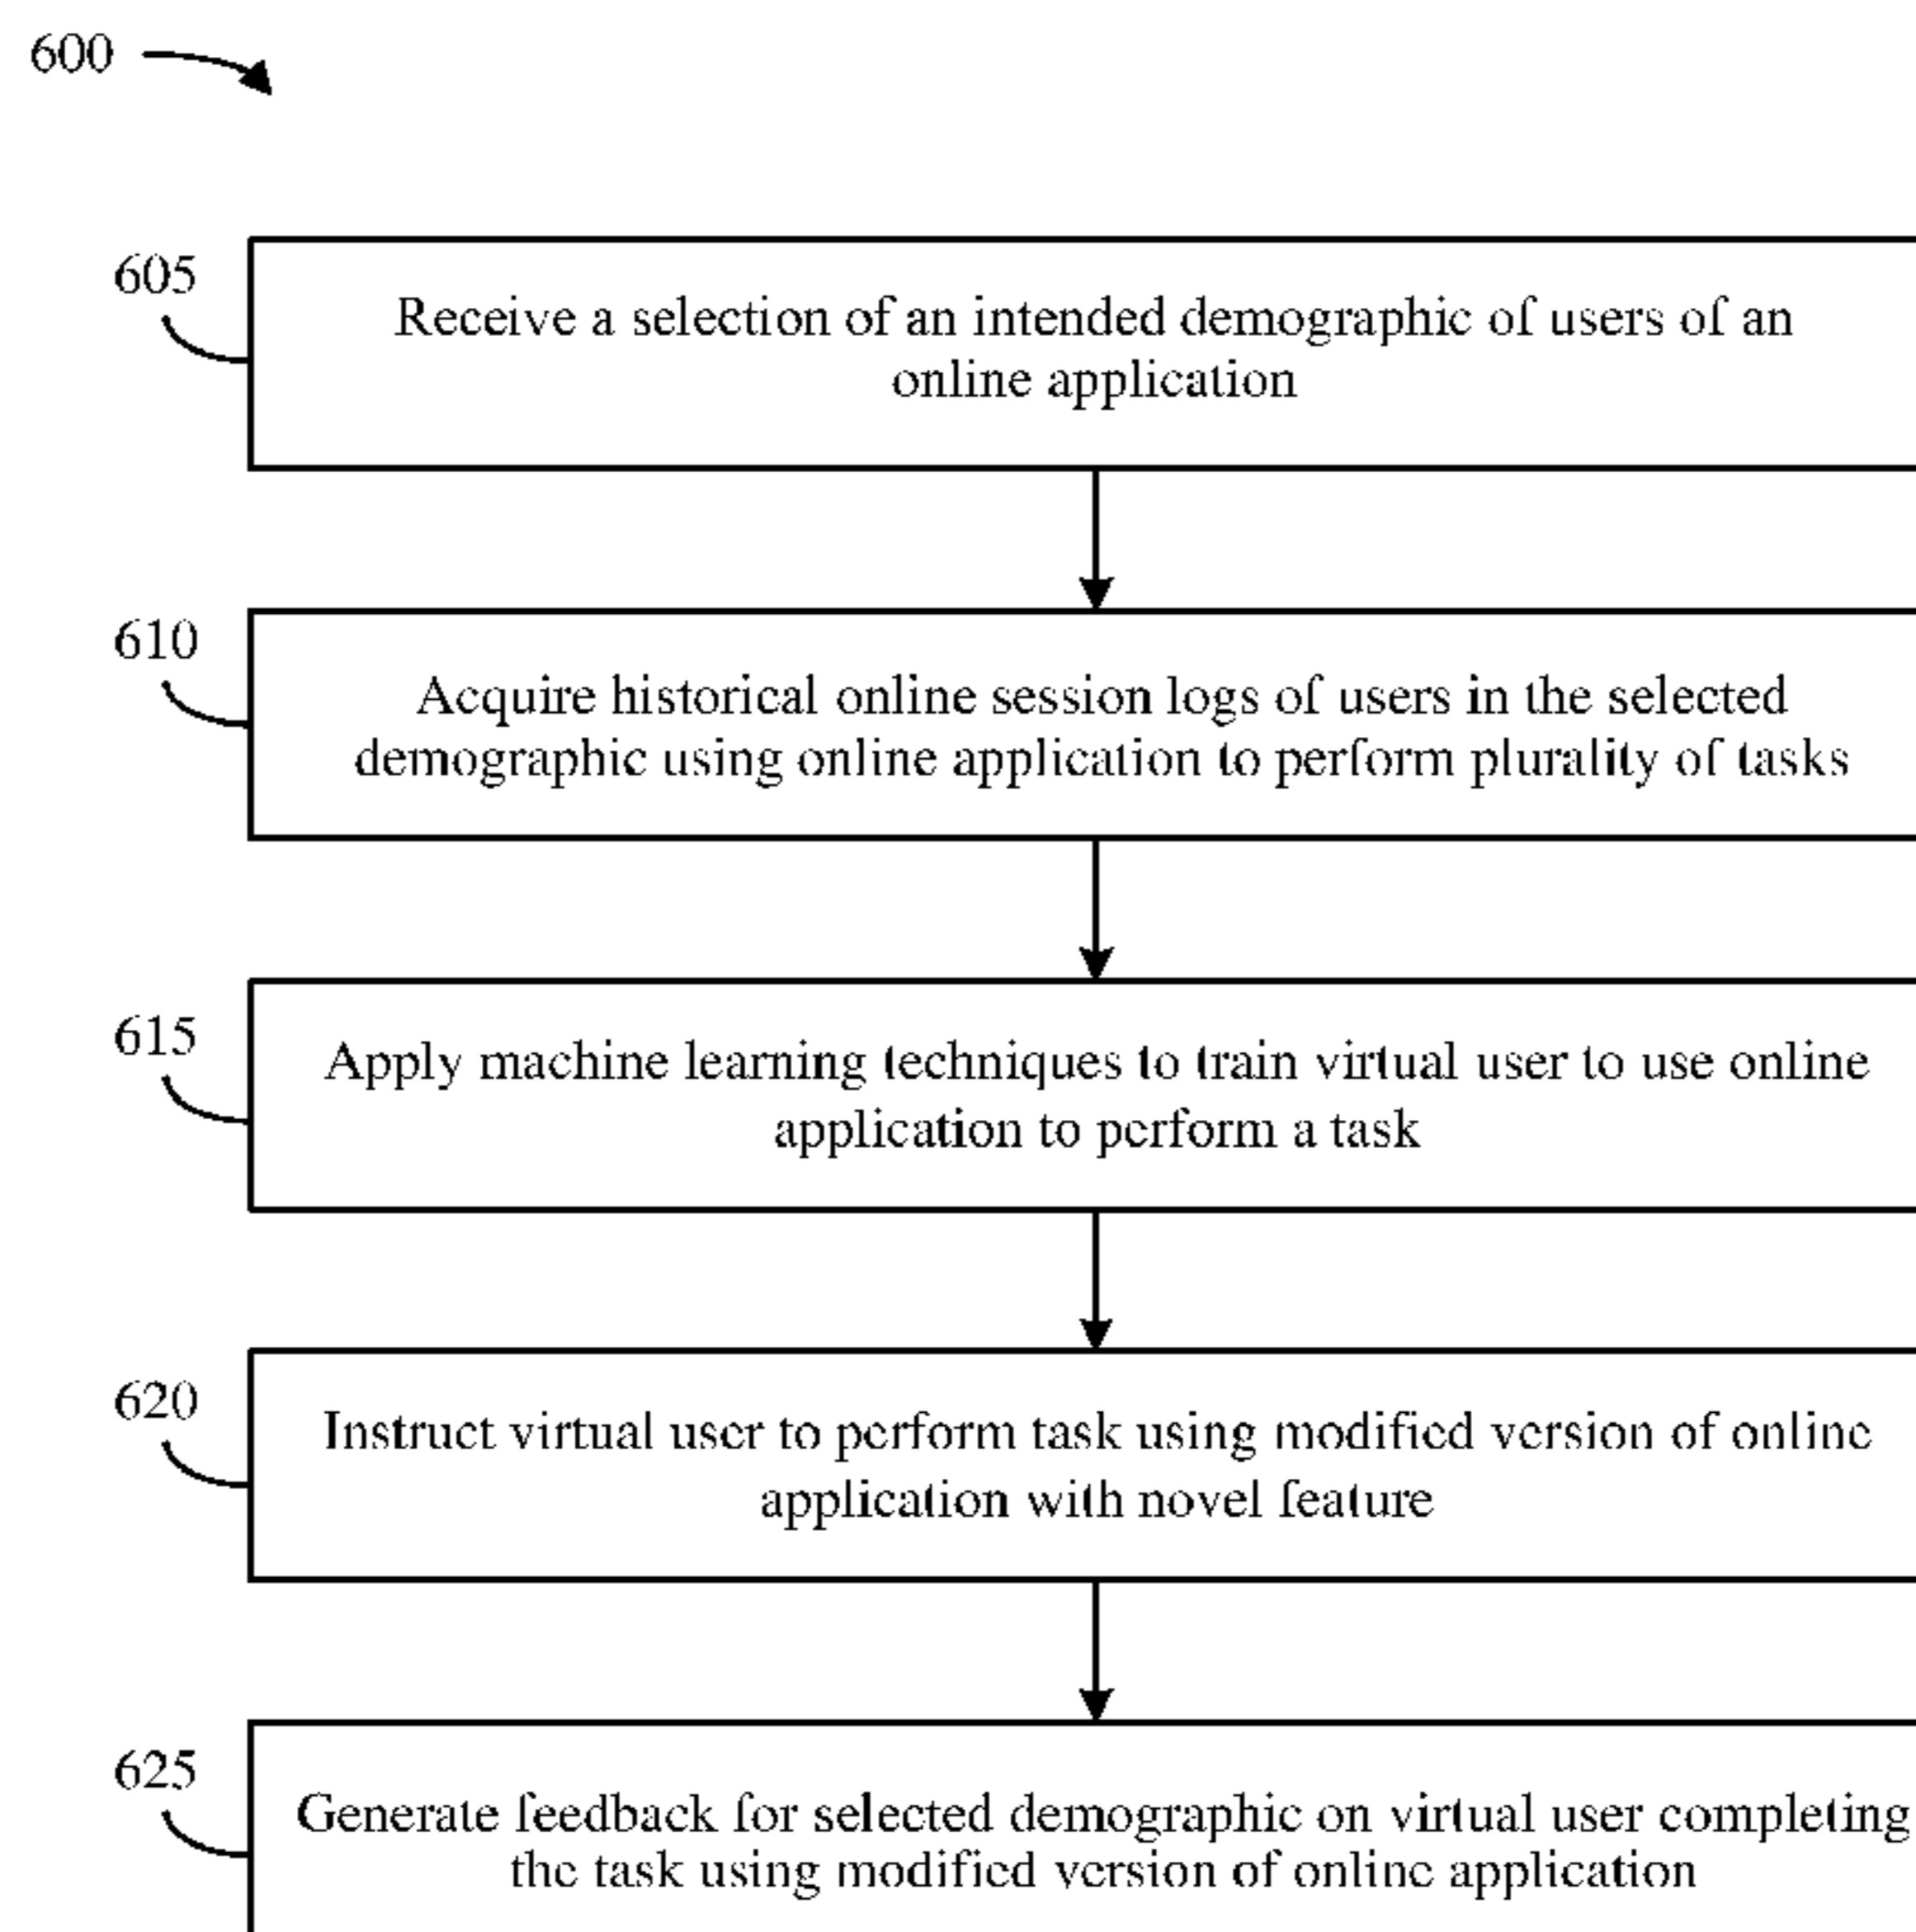 600
605
Receive a selection of an intended demographic of users of an
online application
610
Acquire historical online session logs of users in the selected
demographic using online application to perform plurality of tasks
615
Apply machine learning techniques to train virtual user to use online
application to perform a task
620
Instruct virtual user to perform task using modified version of online
application with novel feature
625
Generate feedback for selected demographic on virtual user completing
the task using modified version of online application